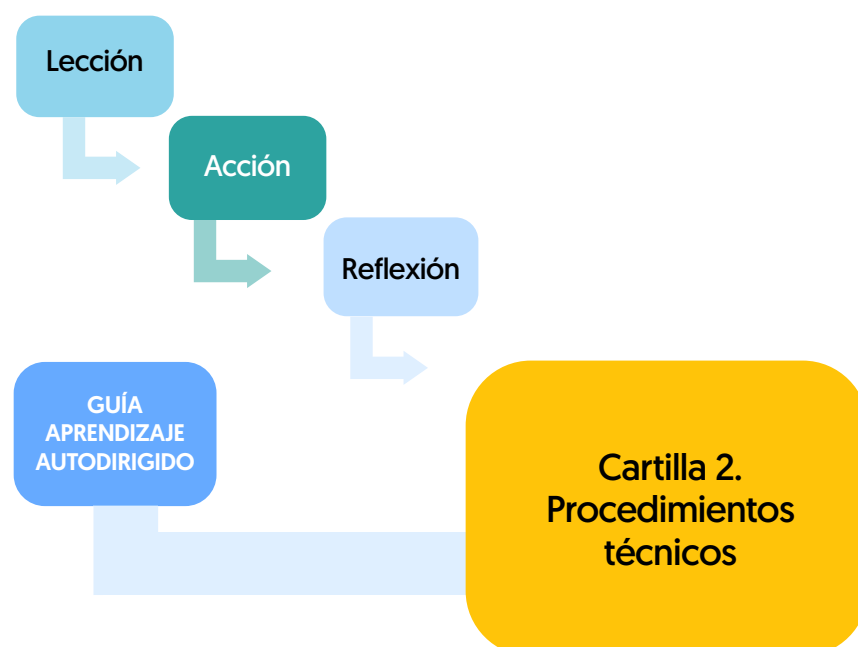 Lección
Acción
Reflexión
GUÍA
APRENDIZAJE
AUTODIRIGIDO
Cartilla 2.
Procedimientos
técnicos